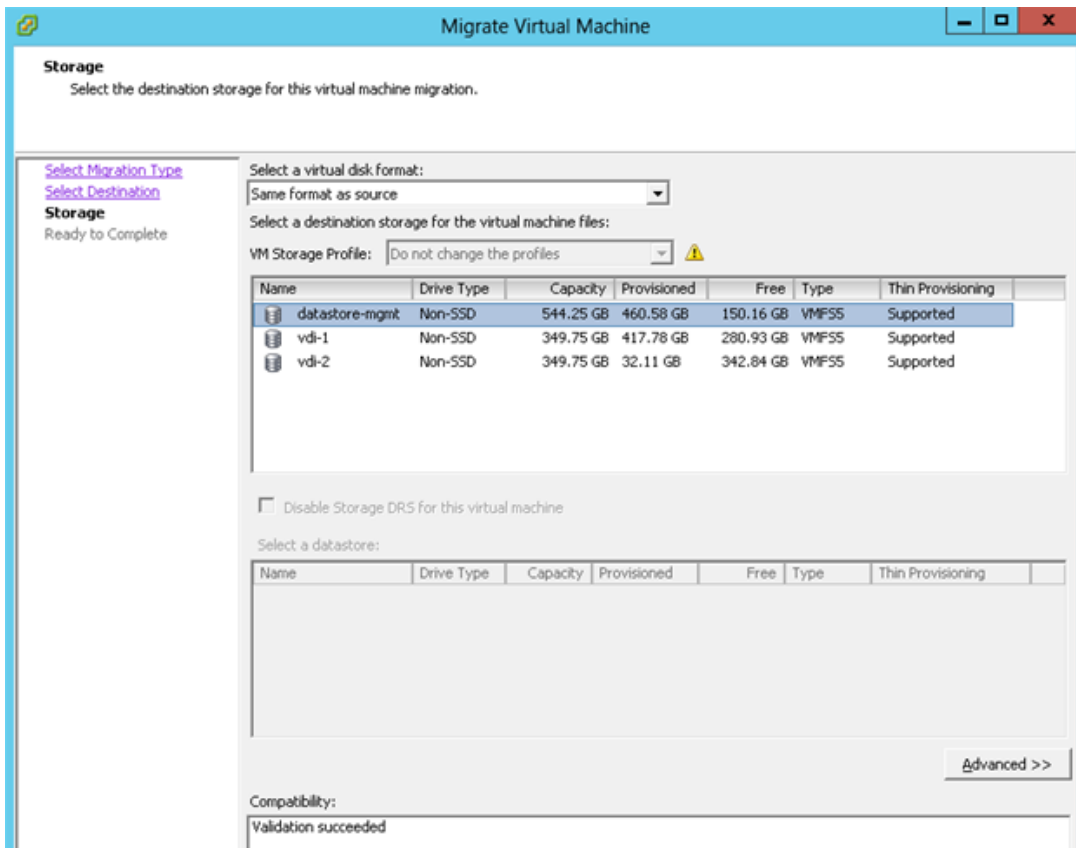 Migrate Virtual Machine
Storage
Select the destination storage for this virtual machine migration.
Select Migration Type
Select Destination
Storage
Ready to Complete
Select a virtual disk format:
Same format as source
Select a destination storage for the virtual machine files:
VM Storage Profile: Do not change the profiles
Name Drive Type Capacity Provisioned Free Type Thin Provisioning
datastore-mgmt Non-SSD 544.25 GB 460.58 GB 150.16 GB VMFS5 Supported
vdi-1 Non-SSD 349.75 GB 417.78 GB 280.93 GB VMFS5 Supported
vdi-2 Non-SSD 349.75 GB 32.11 GB 342.84 GB VMFS5 Supported
Disable Storage DRS for this virtual machine
Select a datastore:
Name Drive Type Capacity Provisioned Free Type Thin Provisioning
Advanced >>
Compatibility:
Validation succeeded